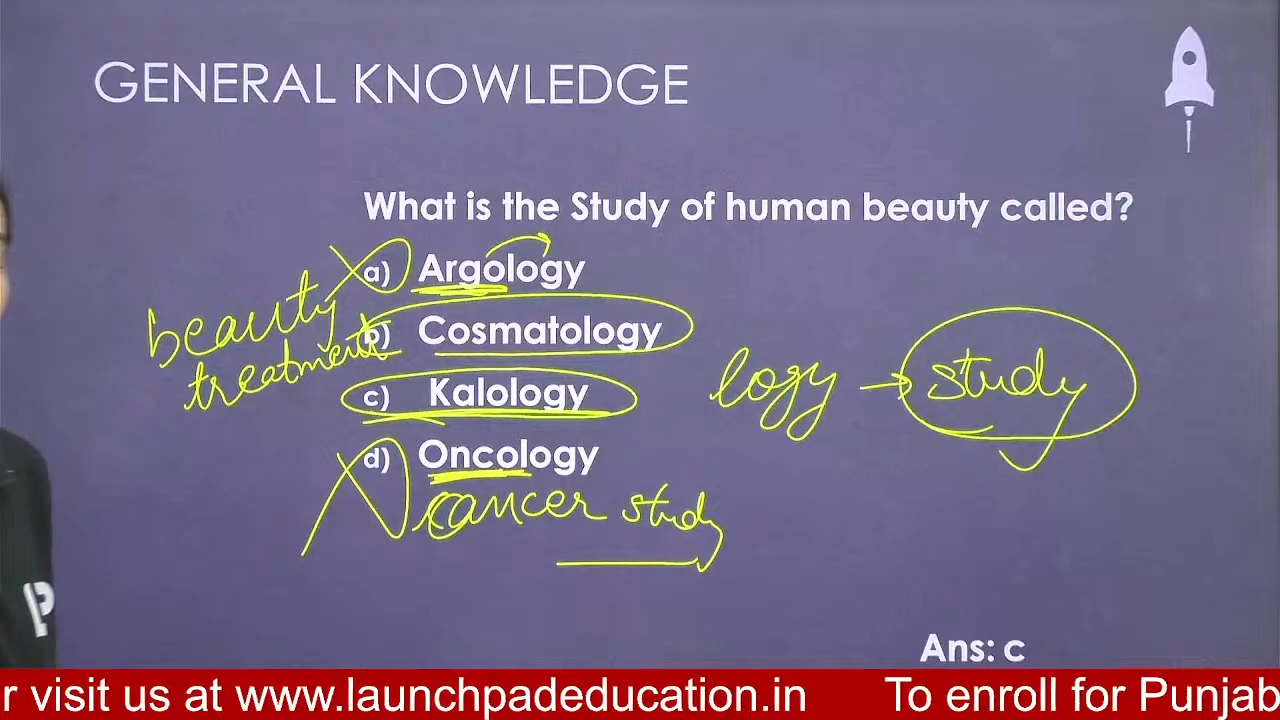 GENERAL KNOWLEDGE
What is the Study of human beauty called?
a) Argology
beauty
treatment
b) Cosmatology
c) Kalology
logy → study
d) Oncology
cancer study
Ans: c
r visit us at www.launchpadeducation.in To enroll for Punjab